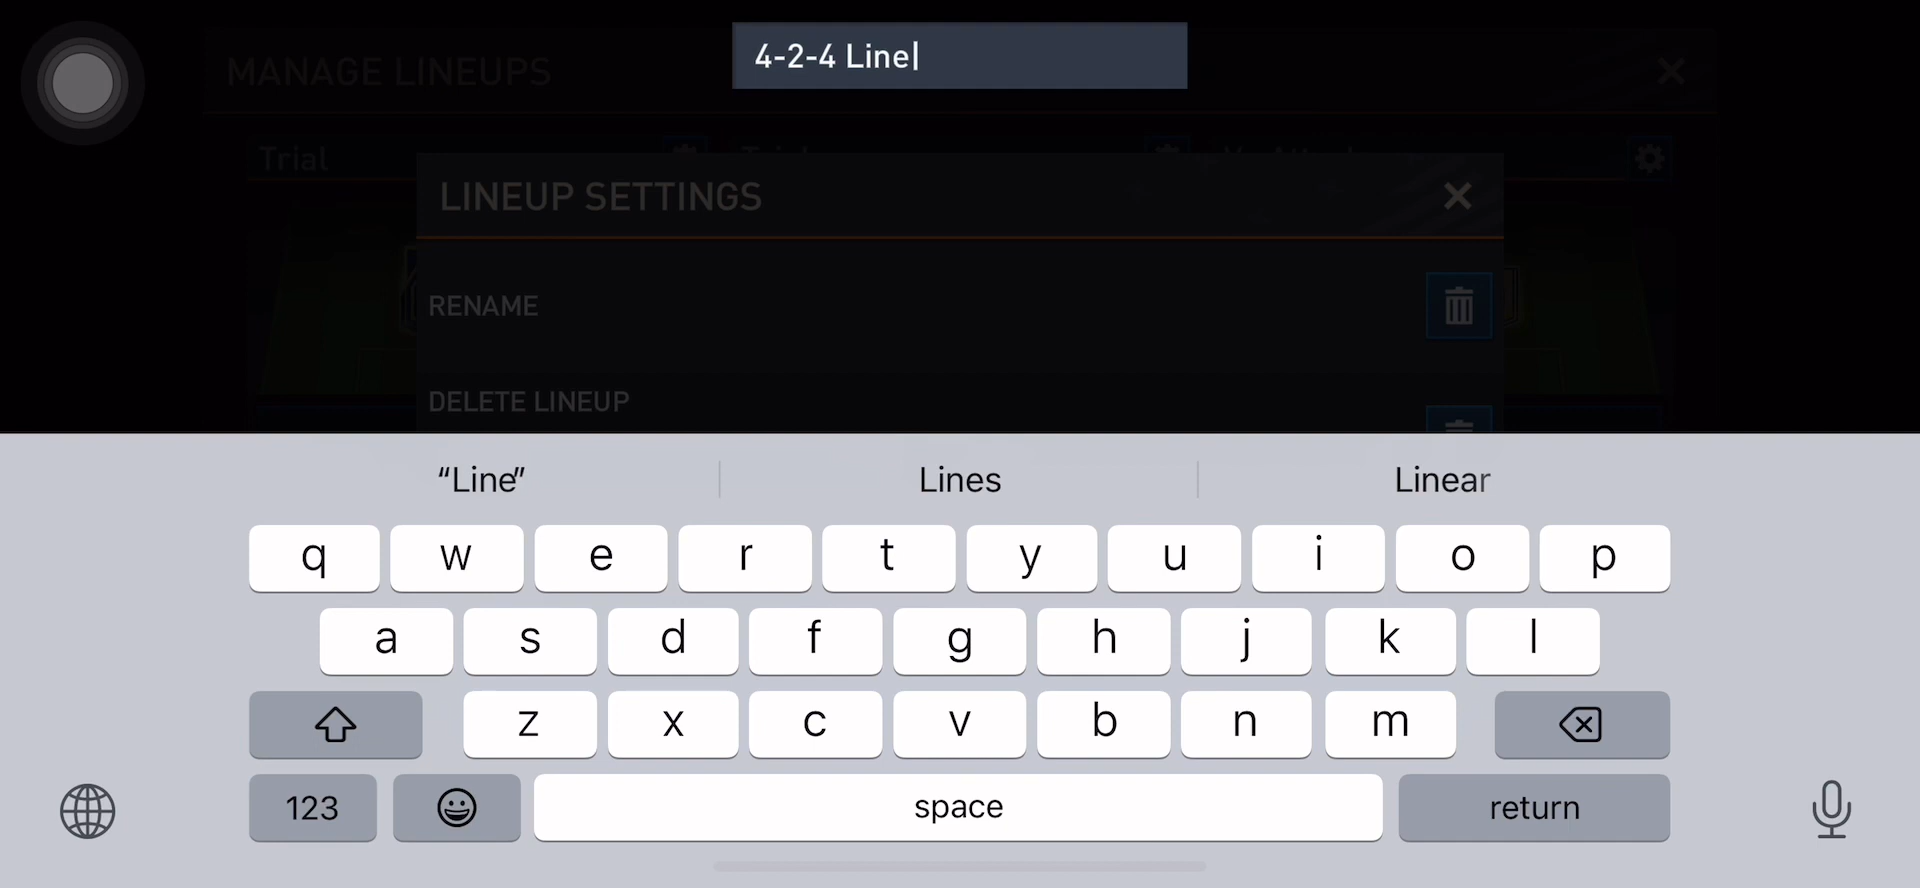 4-2-4 Line
MANAGE LINEUPS
Trial
LINEUP SETTINGS
RENAME
DELETE LINEUP
“Line” Lines Linear
q w e r t y u i o p
a s d f g h j k l
z x c v b n m
123 space return